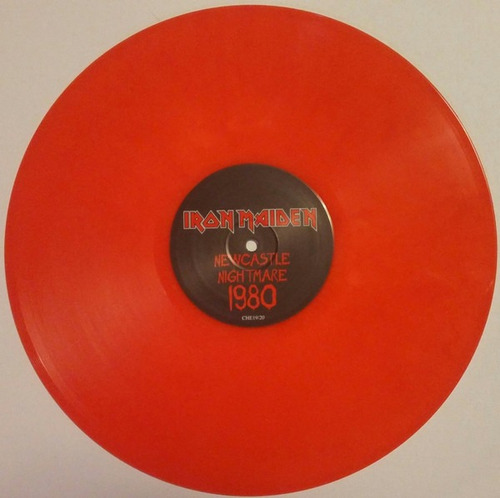 IRON MAIDEN
NEWCASTLE
NIGHTMARE
1980
CHE19/20